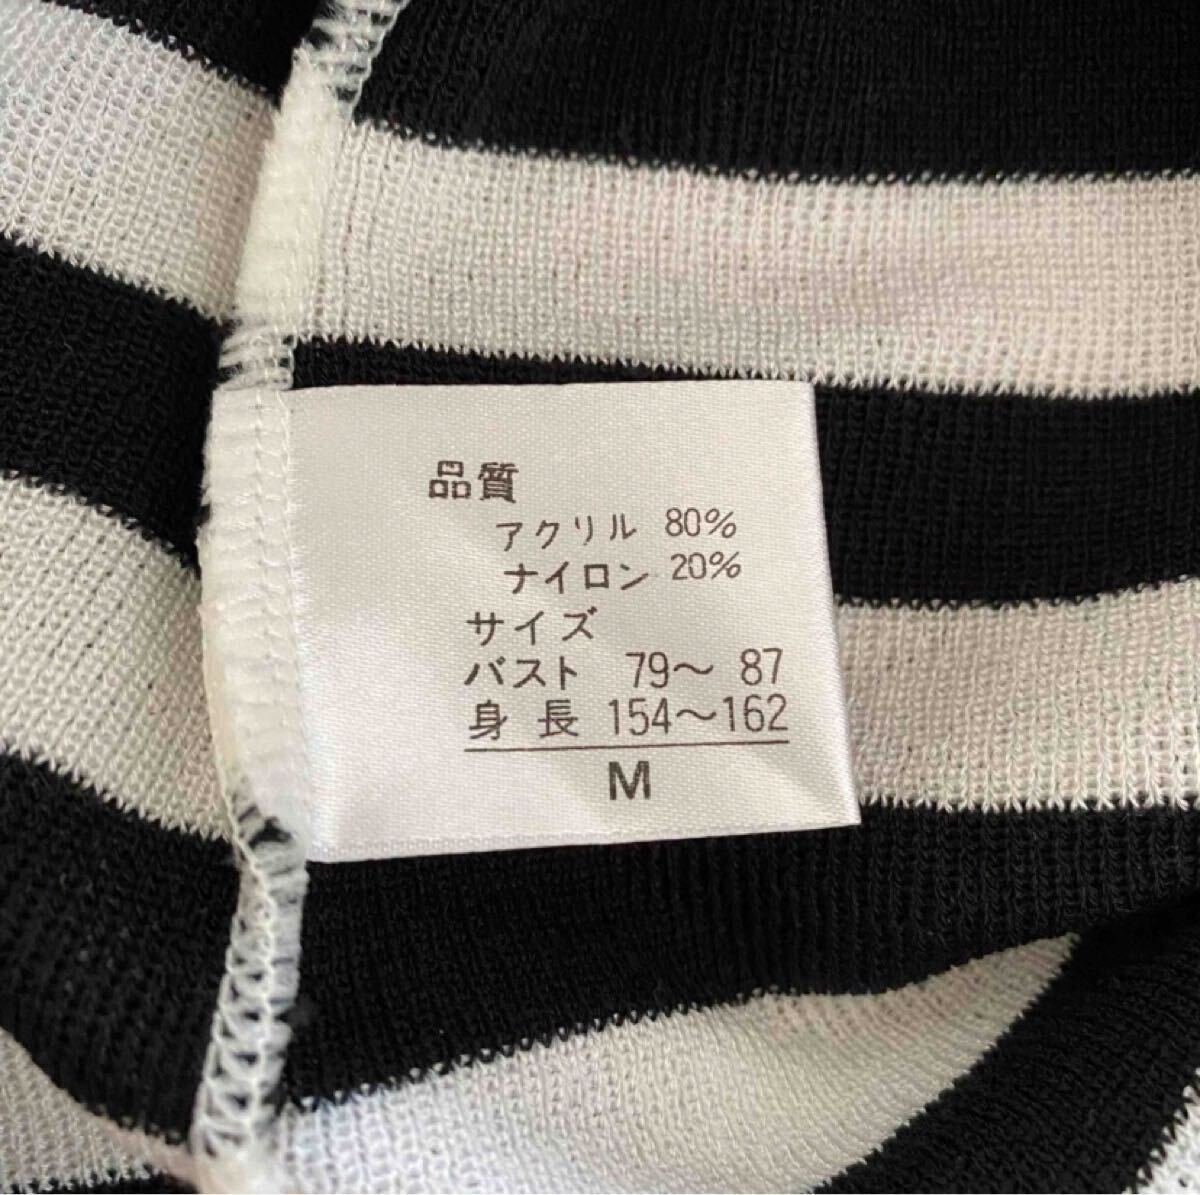 品質
アクリル 80%
ナイロン 20%
サイズ
バスト 79〜 87
身 長 154〜162
M